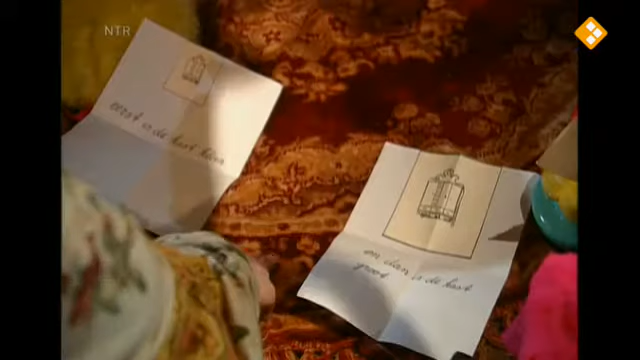 NTR
eerst is de kast klein
en dan is de kast
groot